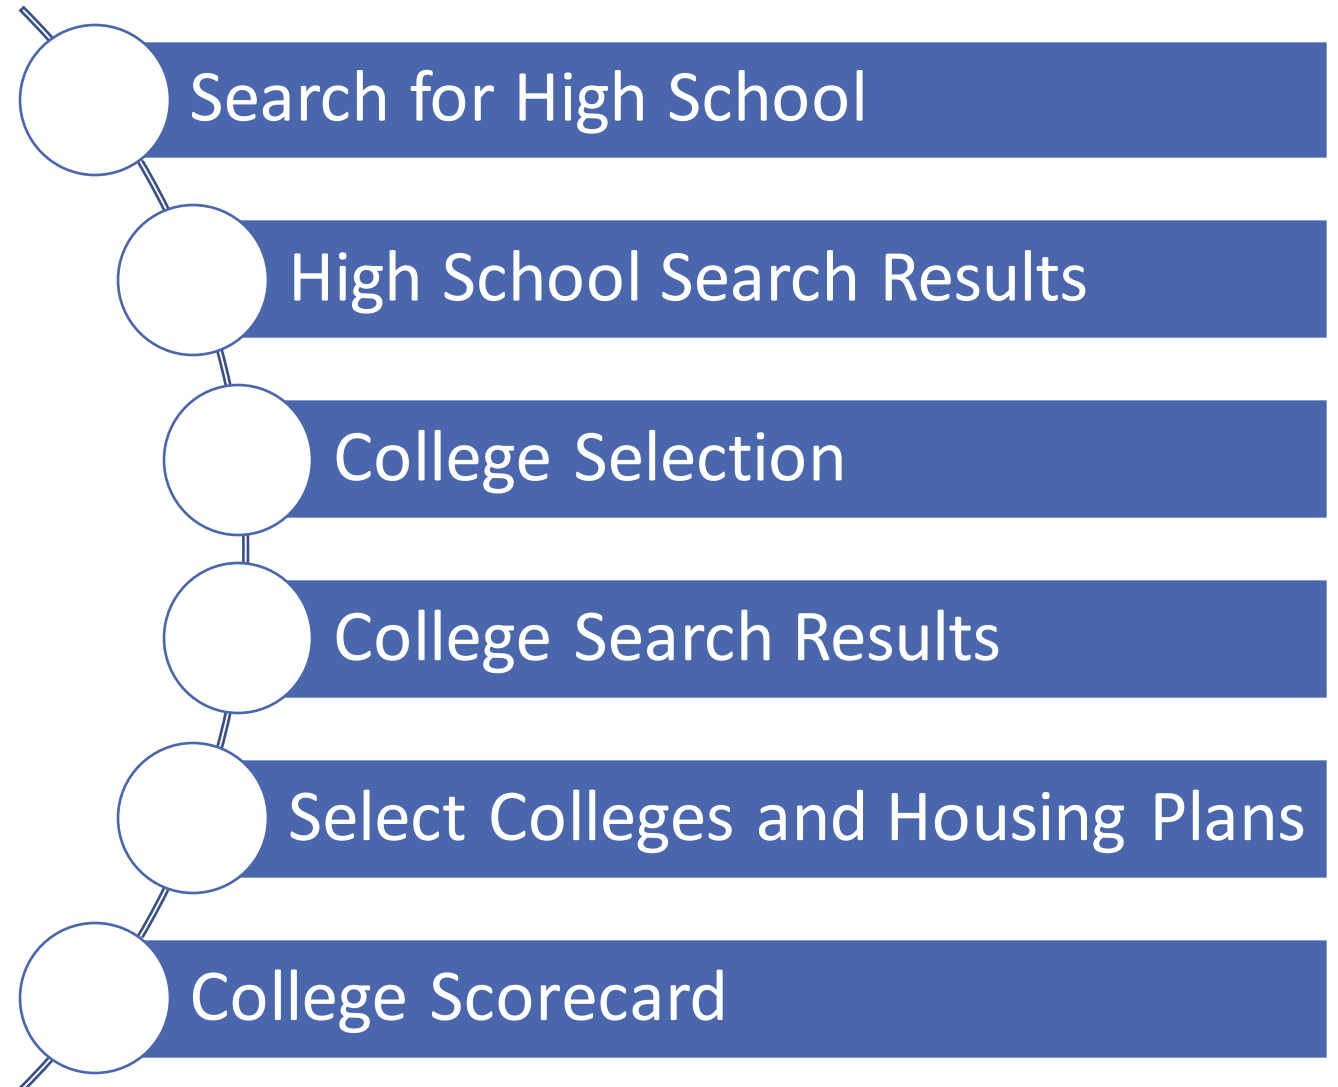 Search for High School
High School Search Results
College Selection
College Search Results
Select Colleges and Housing Plans
College Scorecard